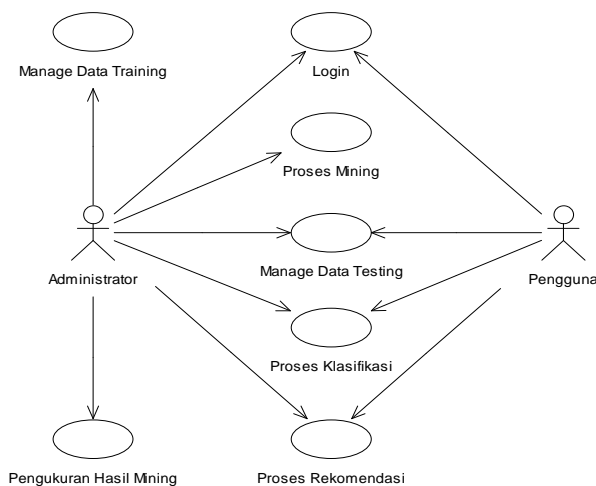 Manage Data Training
Login
Proses Mining
Administrator
Manage Data Testing
Pengguna
Proses Klasifikasi
Pengukuran Hasil Mining
Proses Rekomendasi